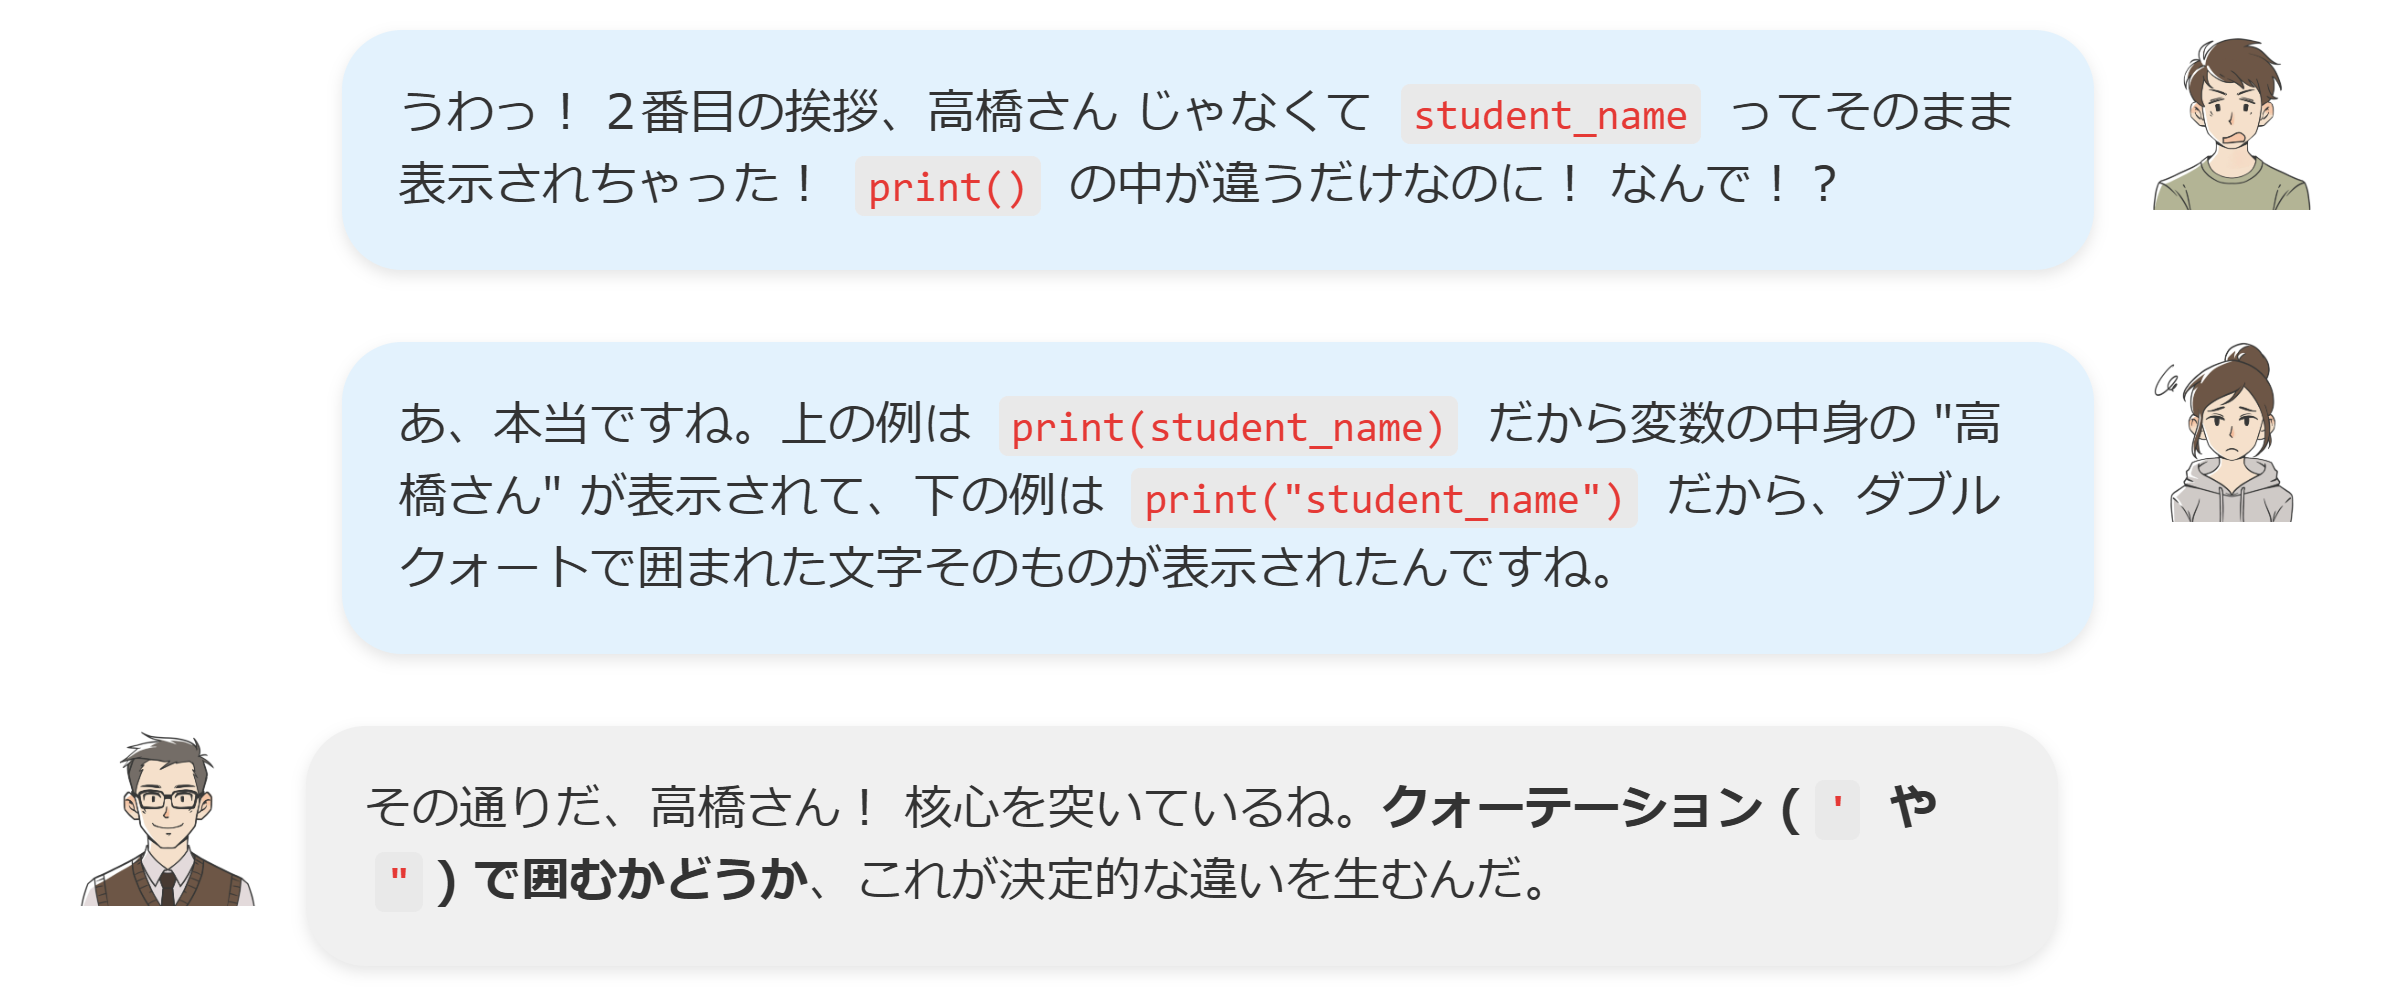 うわっ！ ２番目の挨拶、高橋さん じゃなくて student_name ってそのまま
表示されちゃった！ print() の中が違うだけなのに！ なんで！？
あ、本当ですね。上の例は print(student_name) だから変数の中身の "高
橋さん" が表示されて、下の例は print("student_name") だから、ダブル
クォートで囲まれた文字そのものが表示されたんですね。
その通りだ、高橋さん！ 核心を突いているね。クォーテーション ( ' や
" ) で囲むかどうか、これが決定的な違いを生むんだ。